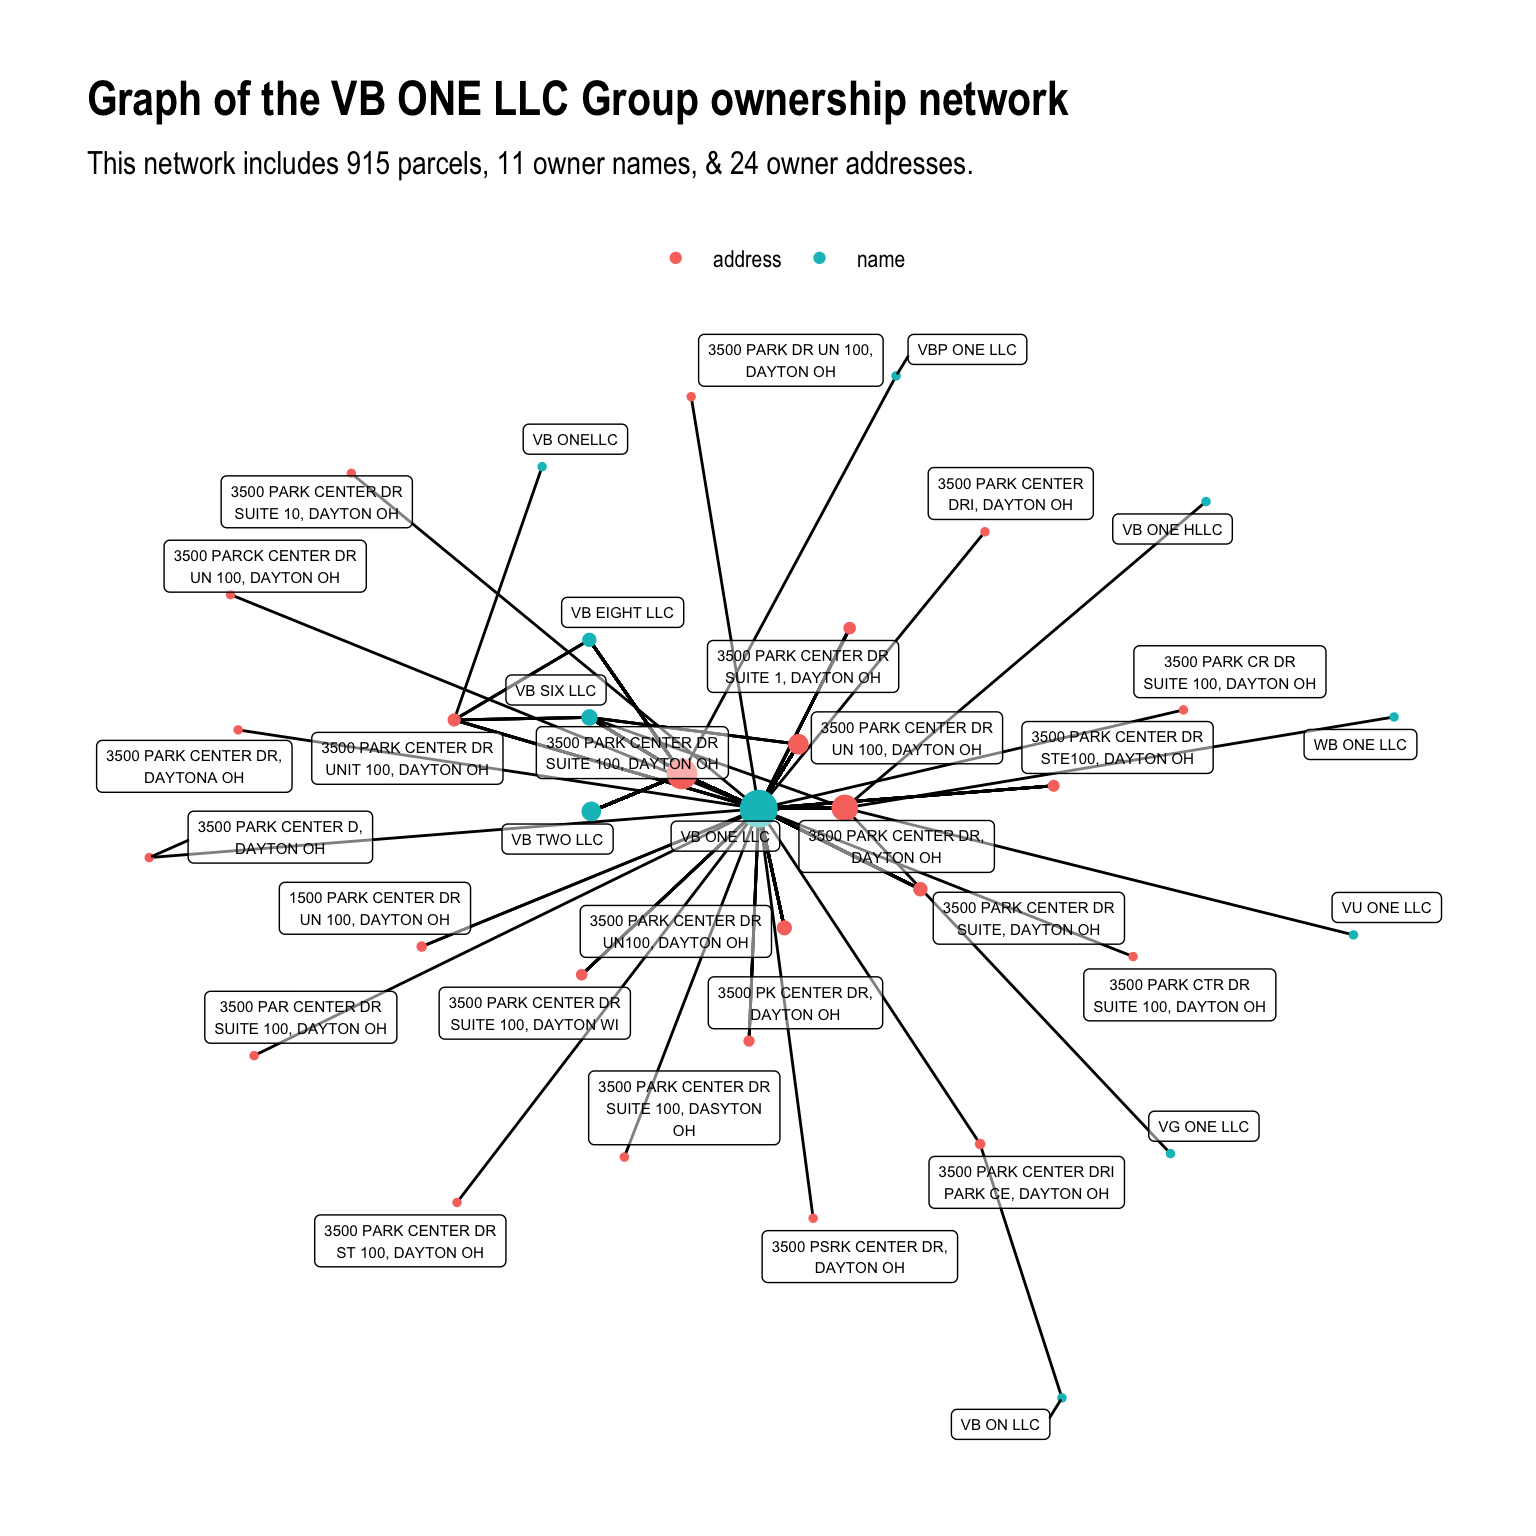 Graph of the VB ONE LLC Group ownership network
This network includes 915 parcels, 11 owner names, & 24 owner addresses.
address
name
3500 PARK DR UN 100,
DAYTON OH
VBP ONE LLC
VB ONELLC
3500 PARK CENTER DR
SUITE 10, DAYTON OH
3500 PARK CENTER
DRI, DAYTON OH
VB ONE HLLC
3500 PARCK CENTER DR
UN 100, DAYTON OH
VB EIGHT LLC
3500 PARK CENTER DR
SUITE 1, DAYTON OH
3500 PARK CR DR
SUITE 100, DAYTON OH
VB SIX LLC
3500 PARK CENTER DR,
DAYTONA OH
3500 PARK CENTER DR
UNIT 100, DAYTON OH
3500 PARK CENTER DR
SUITE 100, DAYTON OH
3500 PARK CENTER DR
UN 100, DAYTON OH
3500 PARK CENTER DR
STE100, DAYTON OH
WB ONE LLC
3500 PARK CENTER D,
DAYTON OH
VB TWO LLC
VB ONE LLC
3500 PARK CENTER DR,
DAYTON OH
1500 PARK CENTER DR
UN 100, DAYTON OH
3500 PARK CENTER DR
UN100, DAYTON OH
3500 PARK CENTER DR
SUITE, DAYTON OH
VU ONE LLC
3500 PAR CENTER DR
SUITE 100, DAYTON OH
3500 PARK CENTER DR
SUITE 100, DAYTON WI
3500 PK CENTER DR,
DAYTON OH
3500 PARK CTR DR
SUITE 100, DAYTON OH
3500 PARK CENTER DR
SUITE 100, DASYTON
OH
VG ONE LLC
3500 PARK CENTER DRI
PARK CE, DAYTON OH
3500 PARK CENTER DR
ST 100, DAYTON OH
3500 PSRK CENTER DR,
DAYTON OH
VB ON LLC